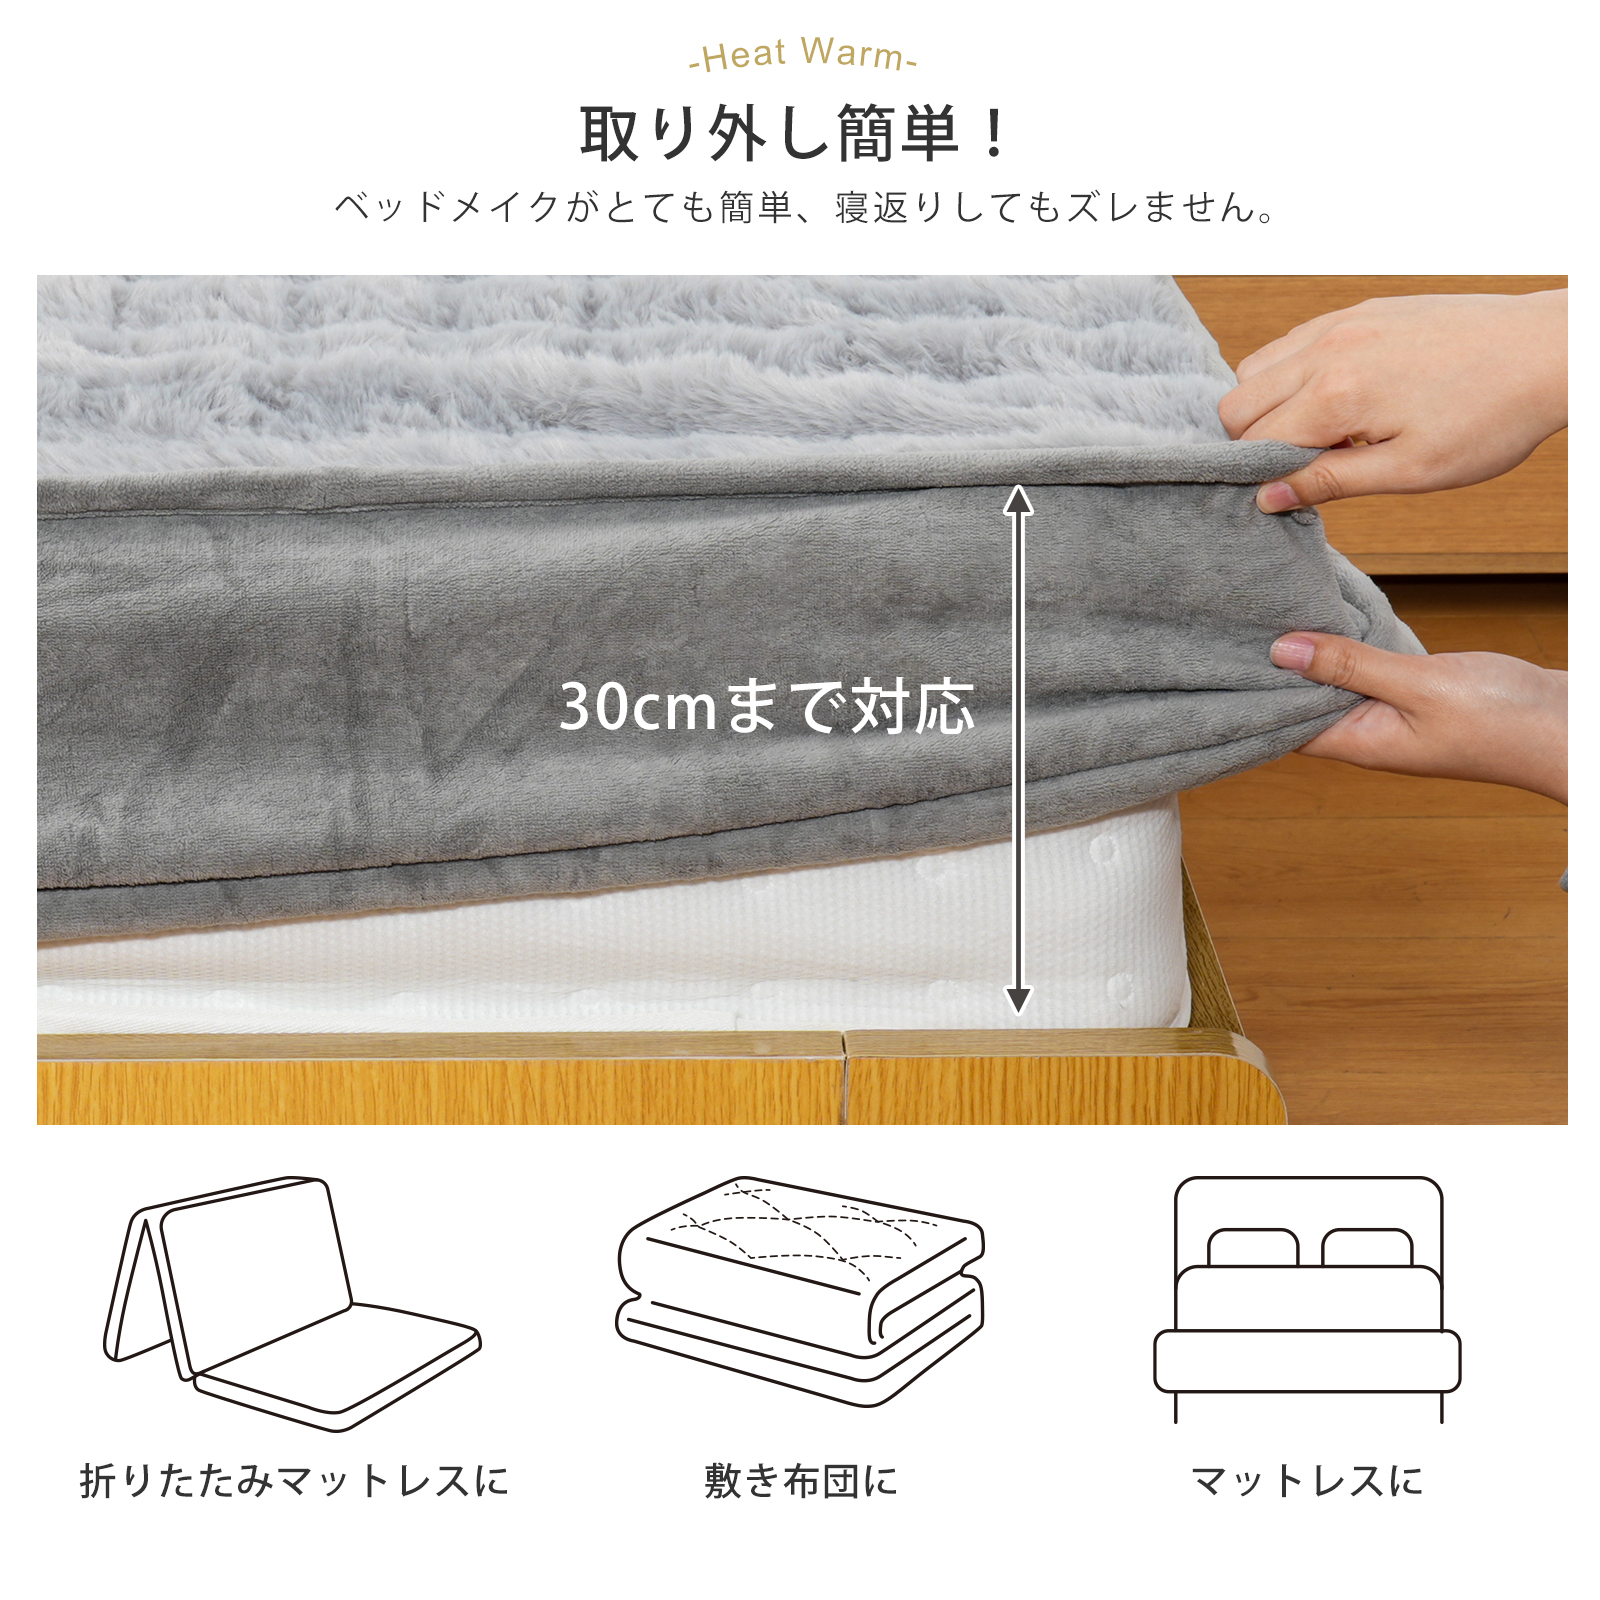 -Heat Warm-
取り外し簡単！
ベッドメイクがとても簡単、寝返りしてもズレません。
30cmまで対応
折りたたみマットレスに
敷き布団に
マットレスに